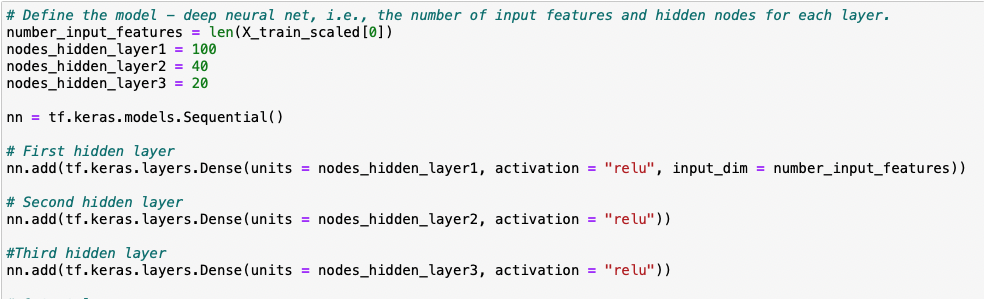 # Define the model - deep neural net, i.e., the number of input features and hidden nodes for each layer.
number_input_features = len(X_train_scaled[0])
nodes_hidden_layer1 = 100
nodes_hidden_layer2 = 40
nodes_hidden_layer3 = 20
nn = tf.keras.models.Sequential()
# First hidden layer
nn.add(tf.keras.layers.Dense(units = nodes_hidden_layer1, activation = "relu", input_dim = number_input_features))
# Second hidden layer
nn.add(tf.keras.layers.Dense(units = nodes_hidden_layer2, activation = "relu"))
#Third hidden layer
nn.add(tf.keras.layers.Dense(units = nodes_hidden_layer3, activation = "relu"))